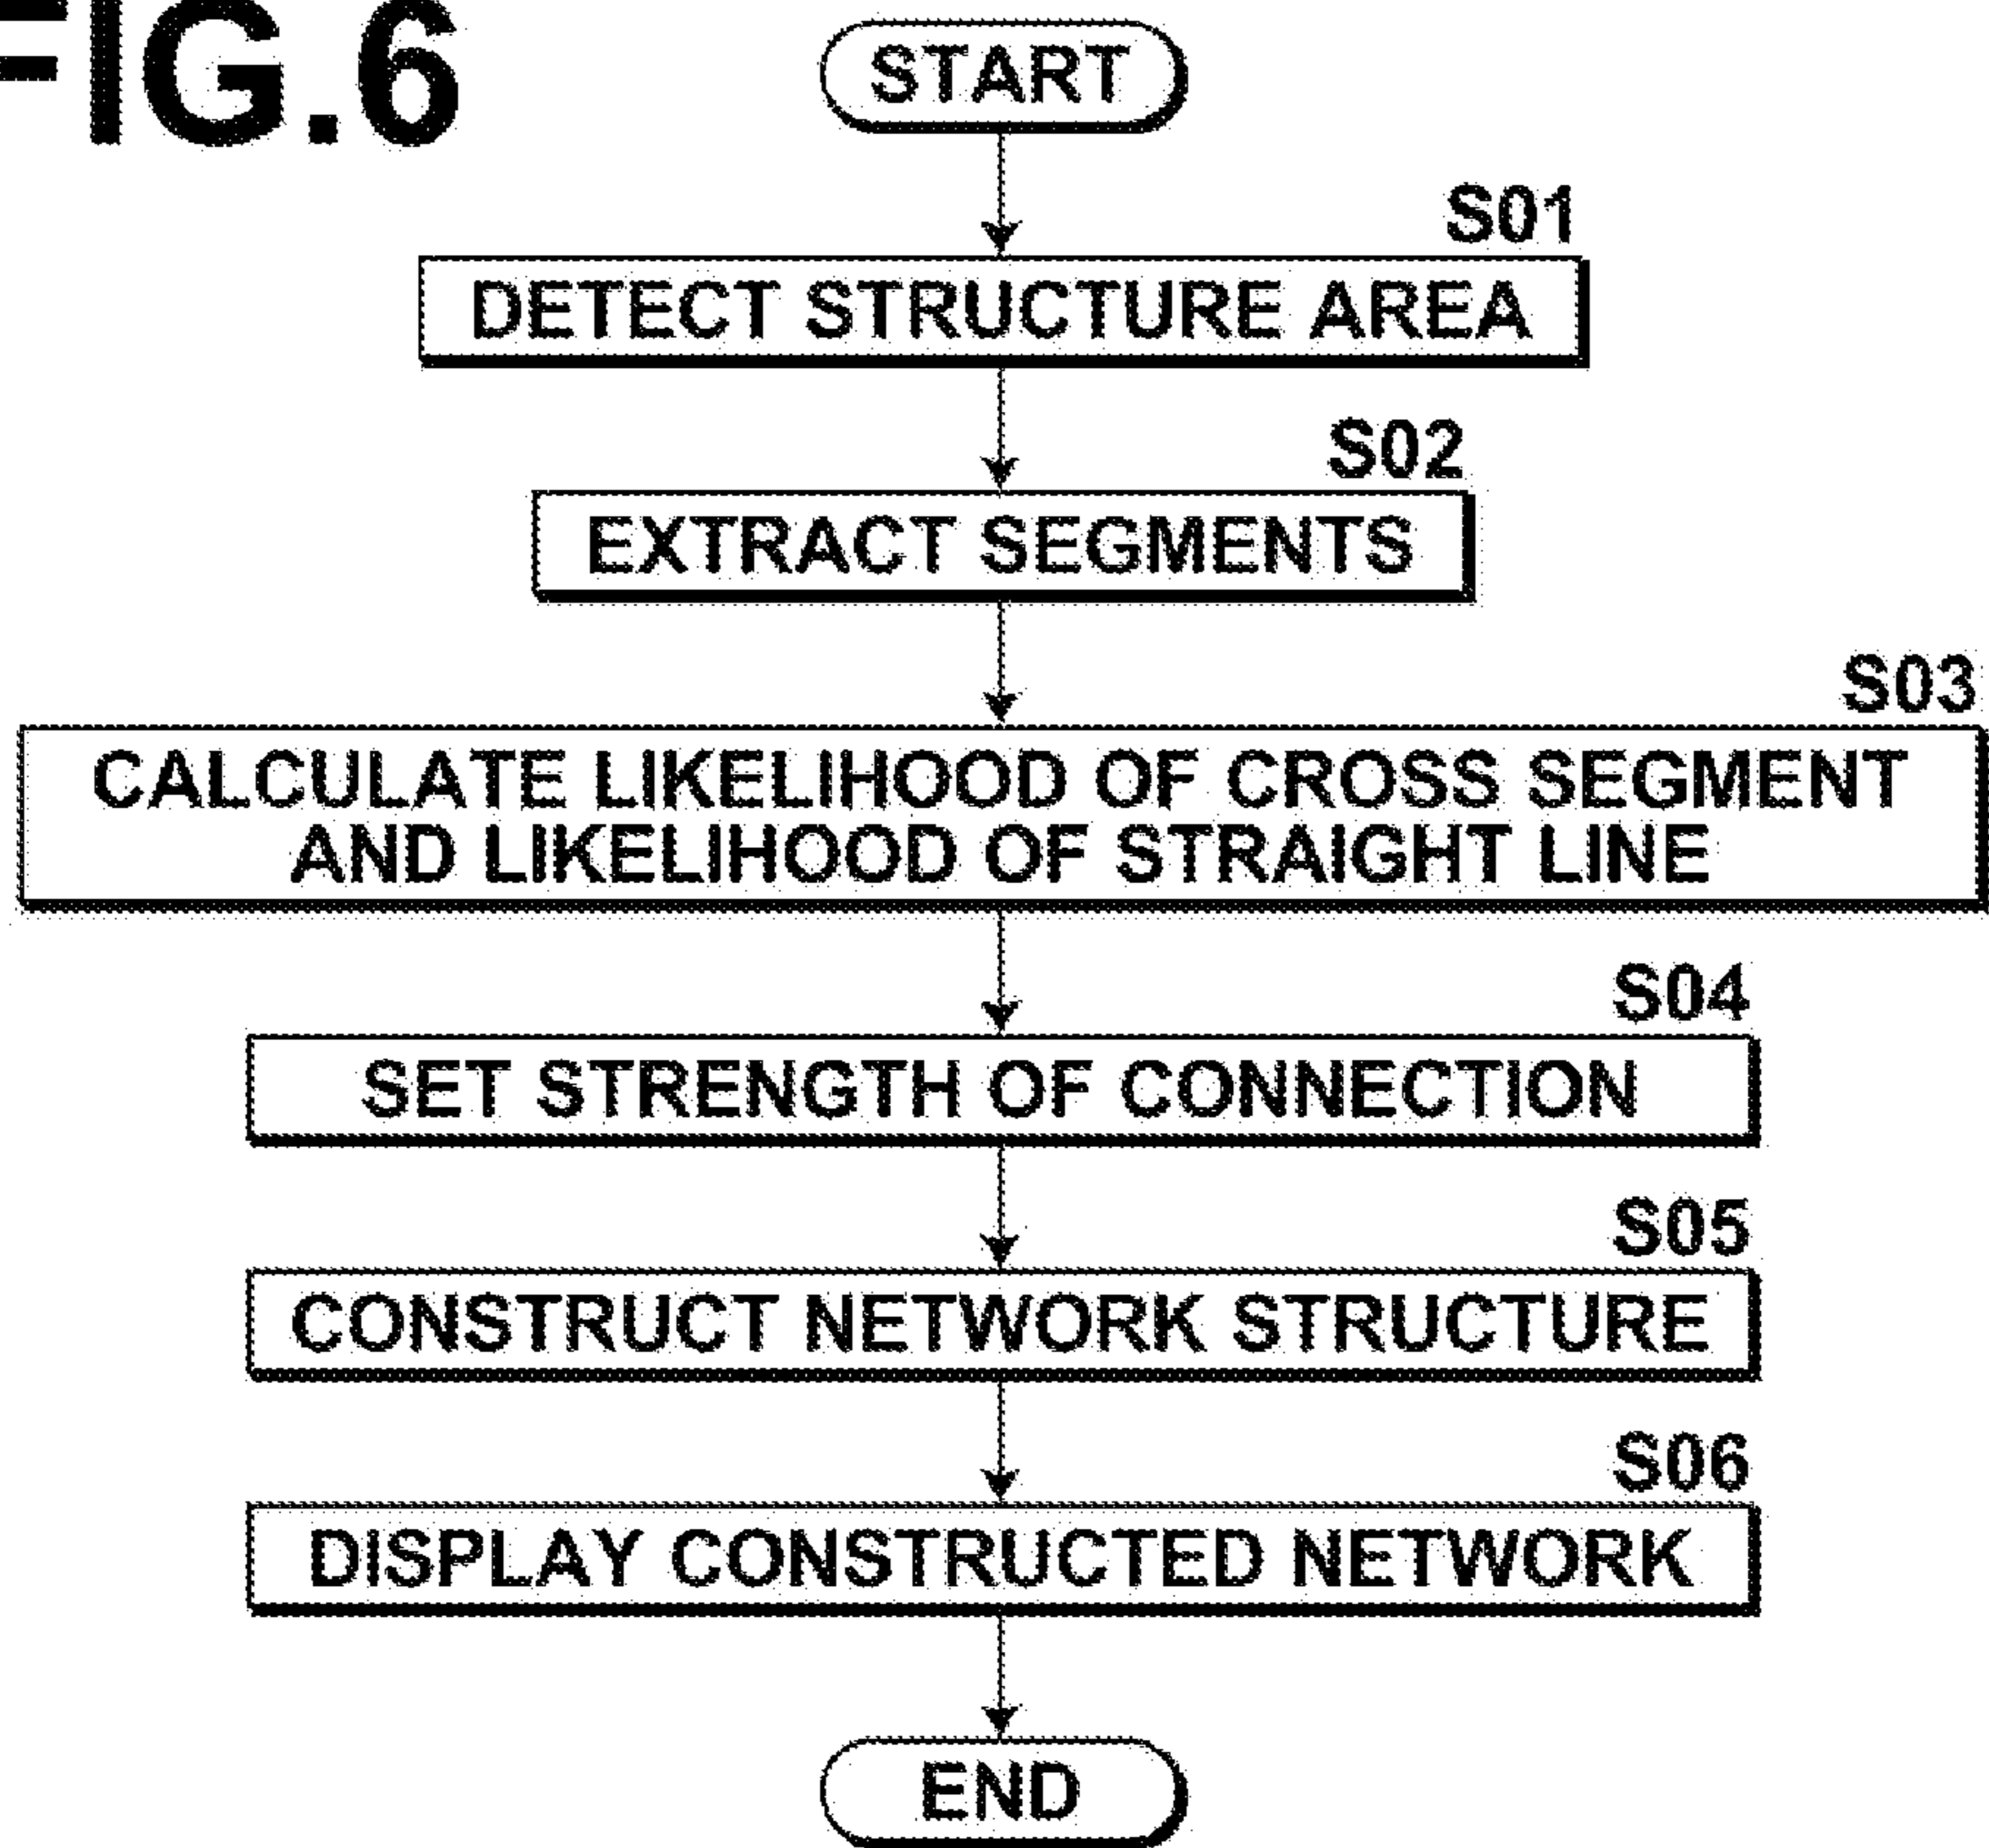 FIG.6
START
S01
DETECT STRUCTURE AREA
S02
EXTRACT SEGMENTS
S03
CALCULATE LIKELIHOOD OF CROSS SEGMENT
AND LIKELIHOOD OF STRAIGHT LINE
S04
SET STRENGTH OF CONNECTION
S05
CONSTRUCT NETWORK STRUCTURE
S06
DISPLAY CONSTRUCTED NETWORK
END